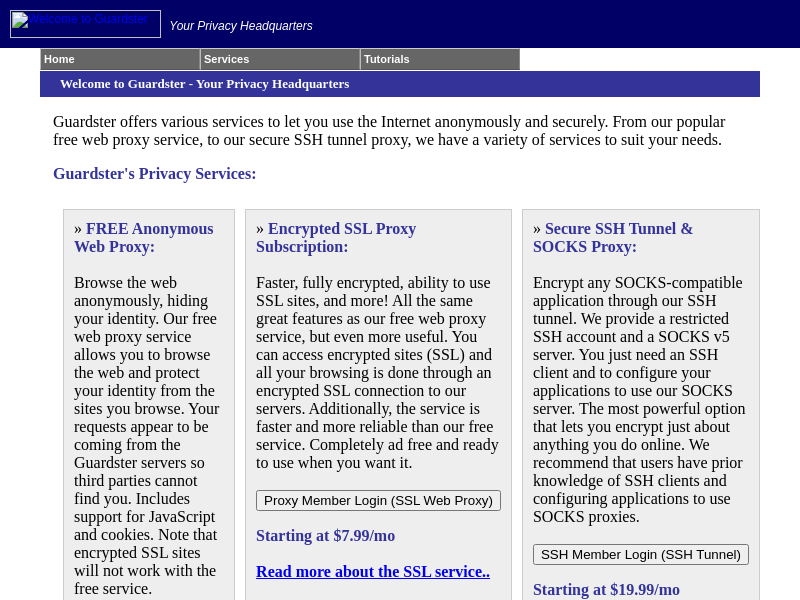 Welcome to Guardster
Your Privacy Headquarters
Home
Services
Tutorials
Welcome to Guardster - Your Privacy Headquarters
Guardster offers various services to let you use the Internet anonymously and securely. From our popular
free web proxy service, to our secure SSH tunnel proxy, we have a variety of services to suit your needs.
Guardster's Privacy Services:
» FREE Anonymous
Web Proxy:
Browse the web
anonymously, hiding
your identity. Our free
web proxy service
allows you to browse
the web and protect
your identity from the
sites you browse. Your
requests appear to be
coming from the
Guardster servers so
third parties cannot
find you. Includes
support for JavaScript
and cookies. Note that
encrypted SSL sites
will not work with the
free service.
» Encrypted SSL Proxy
Subscription:
Faster, fully encrypted, ability to use
SSL sites, and more! All the same
great features as our free web proxy
service, but even more useful. You
can access encrypted sites (SSL) and
all your browsing is done through an
encrypted SSL connection to our
servers. Additionally, the service is
faster and more reliable than our free
service. Completely ad free and ready
to use when you want it.
Proxy Member Login (SSL Web Proxy)
Starting at $7.99/mo
Read more about the SSL service..
» Secure SSH Tunnel &
SOCKS Proxy:
Encrypt any SOCKS-compatible
application through our SSH
tunnel. We provide a restricted
SSH account and a SOCKS v5
server. You just need an SSH
client and to configure your
applications to use our SOCKS
server. The most powerful option
that lets you encrypt just about
anything you do online. We
recommend that users have prior
knowledge of SSH clients and
configuring applications to use
SOCKS proxies.
SSH Member Login (SSH Tunnel)
Starting at $19.99/mo